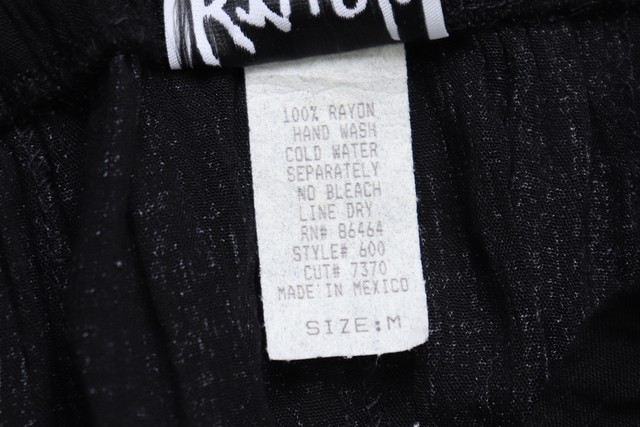 100% RAYON
HAND WASH
COLD WATER
SEPARATELY
NO BLEACH
LINE DRY
RN# 86464
STYLE# 600
CUT# 7370
MADE IN MEXICO
SIZE:M